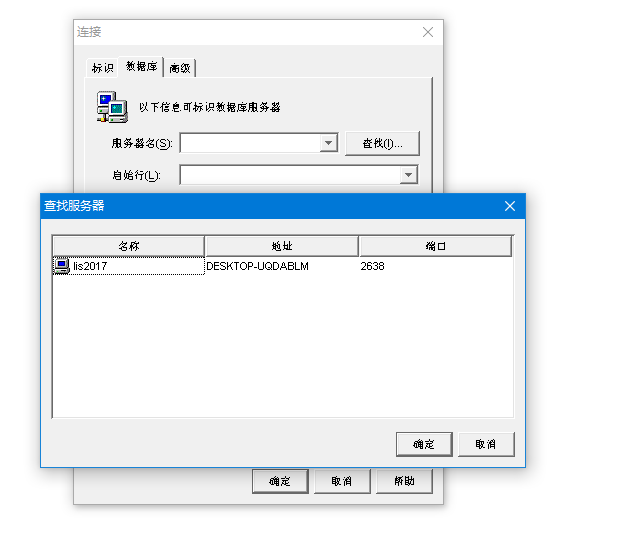 连接
标识 数据库 高级
以下信息可标识数据库服务器
服务器名(S): 查找(I)...
启始行(L):
查找服务器
名称 地址 端口
lis2017 DESKTOP-UQDABLM 2638
确定 取消
确定 取消 帮助